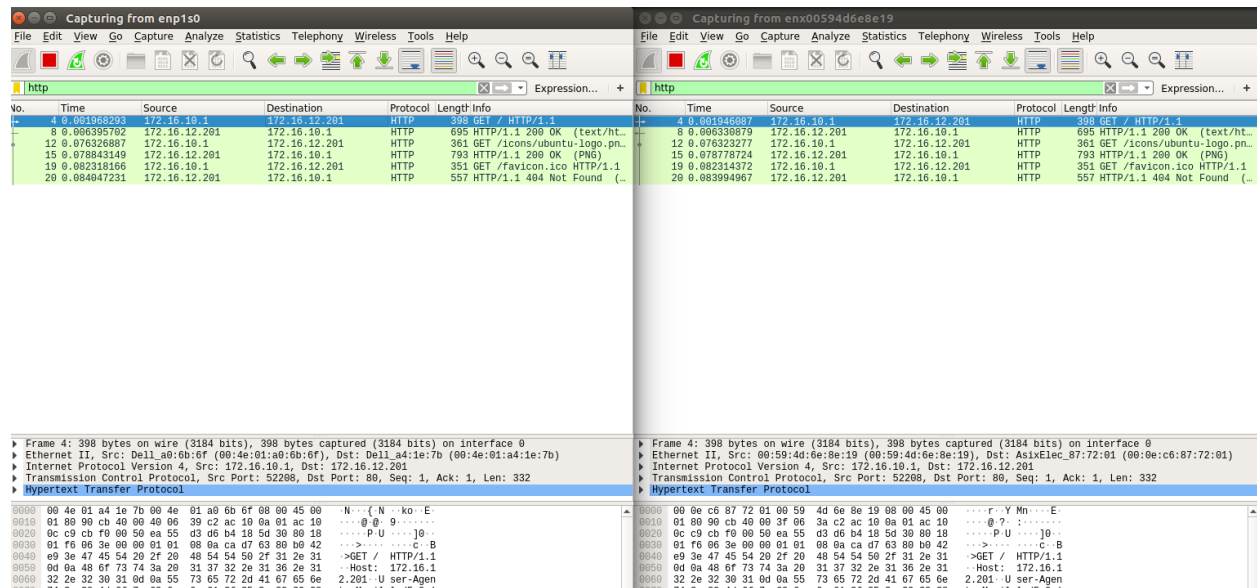 Capturing from enp1s0
File Edit View Go Capture Analyze Statistics Telephony Wireless Tools Help
http Expression... +
No. Time Source Destination Protocol Length Info
4 0.001968293 172.16.10.1 172.16.12.201 HTTP 398 GET / HTTP/1.1
8 0.006395702 172.16.12.201 172.16.10.1 HTTP 695 HTTP/1.1 200 OK (text/ht…
12 0.076326887 172.16.10.1 172.16.12.201 HTTP 361 GET /icons/ubuntu-logo.pn…
15 0.078843149 172.16.12.201 172.16.10.1 HTTP 793 HTTP/1.1 200 OK (PNG)
19 0.082318166 172.16.10.1 172.16.12.201 HTTP 351 GET /favicon.ico HTTP/1.1
20 0.084047231 172.16.12.201 172.16.10.1 HTTP 557 HTTP/1.1 404 Not Found (…
Frame 4: 398 bytes on wire (3184 bits), 398 bytes captured (3184 bits) on interface 0
Ethernet II, Src: Dell_a0:6b:6f (00:4e:01:a0:6b:6f), Dst: Dell_a4:1e:7b (00:4e:01:a4:1e:7b)
Internet Protocol Version 4, Src: 172.16.10.1, Dst: 172.16.12.201
Transmission Control Protocol, Src Port: 52208, Dst Port: 80, Seq: 1, Ack: 1, Len: 332
Hypertext Transfer Protocol
0000 00 4e 01 a4 1e 7b 00 4e 01 a0 6b 6f 08 00 45 00 ·N···{·N ··ko··E·
0010 01 80 90 cb 40 00 40 06 39 c2 ac 10 0a 01 ac 10 ····@·@· 9·······
0020 0c c9 cb f0 00 50 ea 55 d3 d6 b4 18 5d 30 80 18 ·····P·U ····]0··
0030 01 f6 06 3e 00 00 01 01 08 0a ca d7 63 80 b0 42 ···>···· ····c··B
0040 e9 3e 47 45 54 20 2f 20 48 54 54 50 2f 31 2e 31 ·>GET / HTTP/1.1
0050 0d 0a 48 6f 73 74 3a 20 31 37 32 2e 31 36 2e 31 ··Host: 172.16.1
0060 32 2e 32 30 31 0d 0a 55 73 65 72 2d 41 67 65 6e 2.201··U ser-Agen
Capturing from enx00594d6e8e19
File Edit View Go Capture Analyze Statistics Telephony Wireless Tools Help
http Expression... +
No. Time Source Destination Protocol Length Info
4 0.001946087 172.16.10.1 172.16.12.201 HTTP 398 GET / HTTP/1.1
8 0.006330879 172.16.12.201 172.16.10.1 HTTP 695 HTTP/1.1 200 OK (text/ht…
12 0.076323277 172.16.10.1 172.16.12.201 HTTP 361 GET /icons/ubuntu-logo.pn…
15 0.078778724 172.16.12.201 172.16.10.1 HTTP 793 HTTP/1.1 200 OK (PNG)
19 0.082314372 172.16.10.1 172.16.12.201 HTTP 351 GET /favicon.ico HTTP/1.1
20 0.083994967 172.16.12.201 172.16.10.1 HTTP 557 HTTP/1.1 404 Not Found (…
Frame 4: 398 bytes on wire (3184 bits), 398 bytes captured (3184 bits) on interface 0
Ethernet II, Src: 00:59:4d:6e:8e:19 (00:59:4d:6e:8e:19), Dst: AsixElec_87:72:01 (00:0e:c6:87:72:01)
Internet Protocol Version 4, Src: 172.16.10.1, Dst: 172.16.12.201
Transmission Control Protocol, Src Port: 52208, Dst Port: 80, Seq: 1, Ack: 1, Len: 332
Hypertext Transfer Protocol
0000 00 0e c6 87 72 01 00 59 4d 6e 8e 19 08 00 45 00 ····r··Y Mn····E·
0010 01 80 90 cb 40 00 3f 06 3a c2 ac 10 0a 01 ac 10 ····@·?· :·······
0020 0c c9 cb f0 00 50 ea 55 d3 d6 b4 18 5d 30 80 18 ·····P·U ····]0··
0030 01 f6 06 3e 00 00 01 01 08 0a ca d7 63 80 b0 42 ···>···· ····c··B
0040 e9 3e 47 45 54 20 2f 20 48 54 54 50 2f 31 2e 31 ·>GET / HTTP/1.1
0050 0d 0a 48 6f 73 74 3a 20 31 37 32 2e 31 36 2e 31 ··Host: 172.16.1
0060 32 2e 32 30 31 0d 0a 55 73 65 72 2d 41 67 65 6e 2.201··U ser-Agen